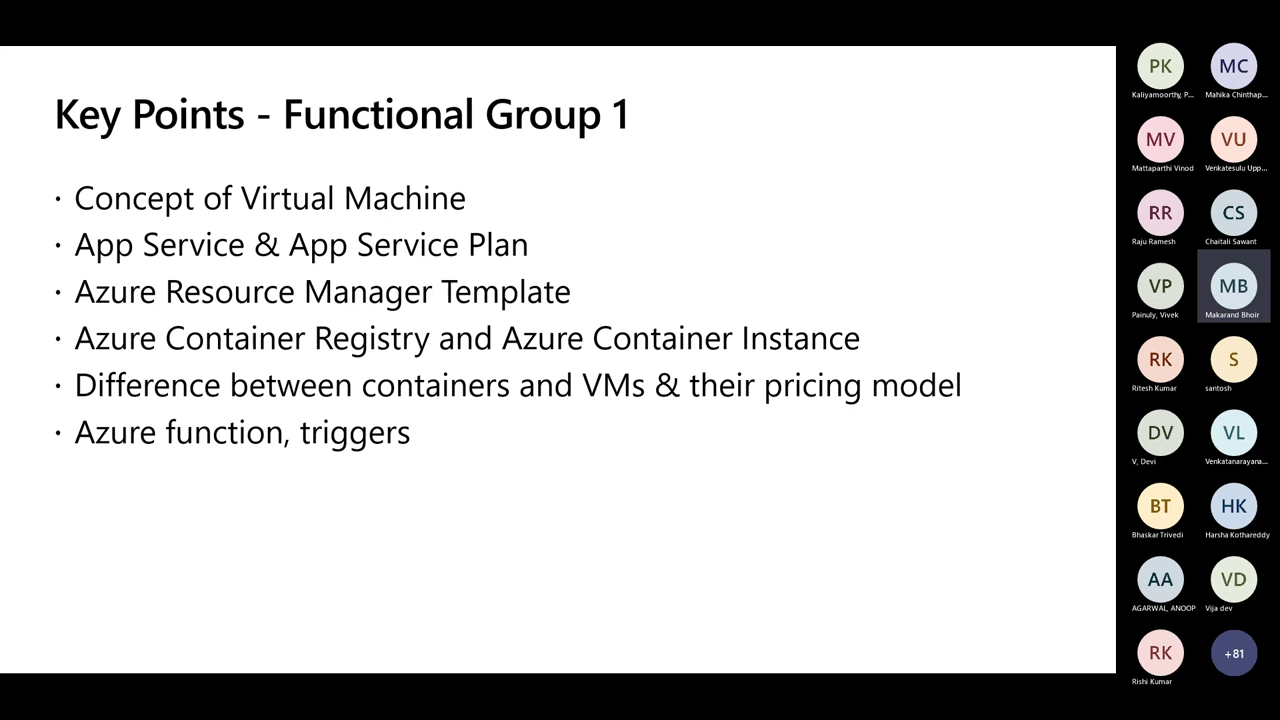 Key Points - Functional Group 1
· Concept of Virtual Machine
· App Service & App Service Plan
· Azure Resource Manager Template
· Azure Container Registry and Azure Container Instance
· Difference between containers and VMs & their pricing model
· Azure function, triggers
PK MC
Kaliyamoorthy, P... Mahika Chinthap...
MV VU
Mattaparthi Vinod Venkatesulu Upp...
RR CS
Raju Ramesh Chaitali Sawant
VP MB
Painuly, Vivek Makarand Bhoir
RK S
Ritesh Kumar santosh
DV VL
V, Devi Venkatanarayana...
BT HK
Bhaskar Trivedi Harsha Kothareddy
AA VD
AGARWAL, ANOOP Vija dev
RK +81
Rishi Kumar